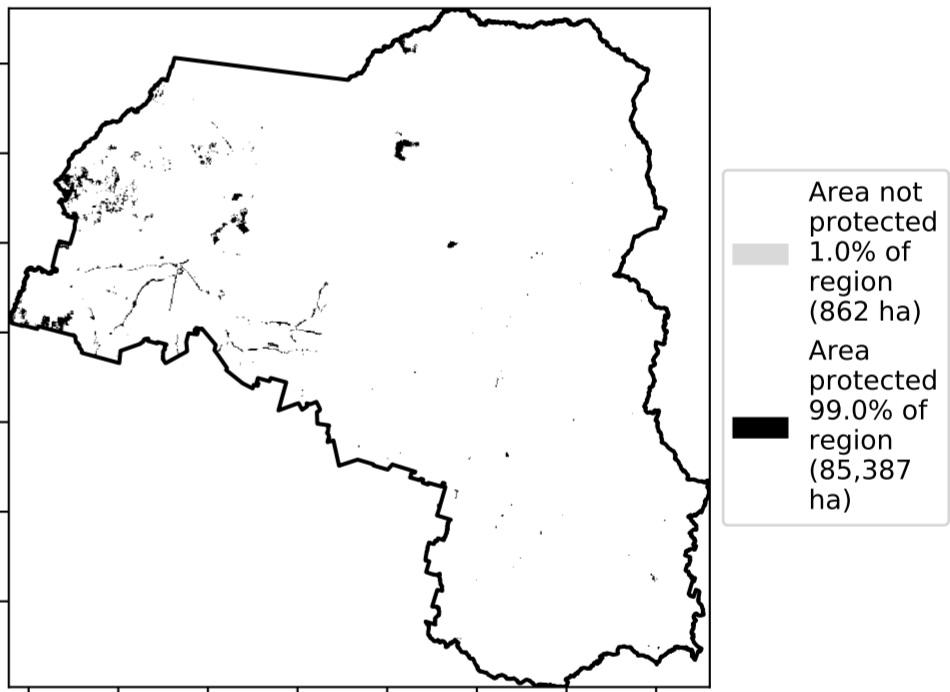 Area not
protected
1.0% of
region
(862 ha)
Area
protected
99.0% of
region
(85,387
ha)